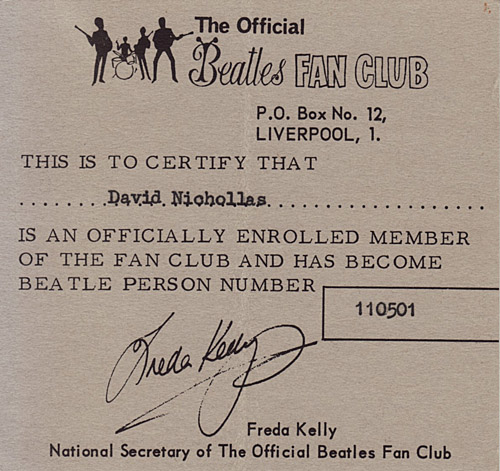 The Official
Beatles FAN CLUB
P.O. Box No. 12,
LIVERPOOL, 1.
THIS IS TO CERTIFY THAT
........David Nichollas....................
IS AN OFFICIALLY ENROLLED MEMBER
OF THE FAN CLUB AND HAS BECOME
BEATLE PERSON NUMBER
110501
Freda Kelly
Freda Kelly
National Secretary of The Official Beatles Fan Club